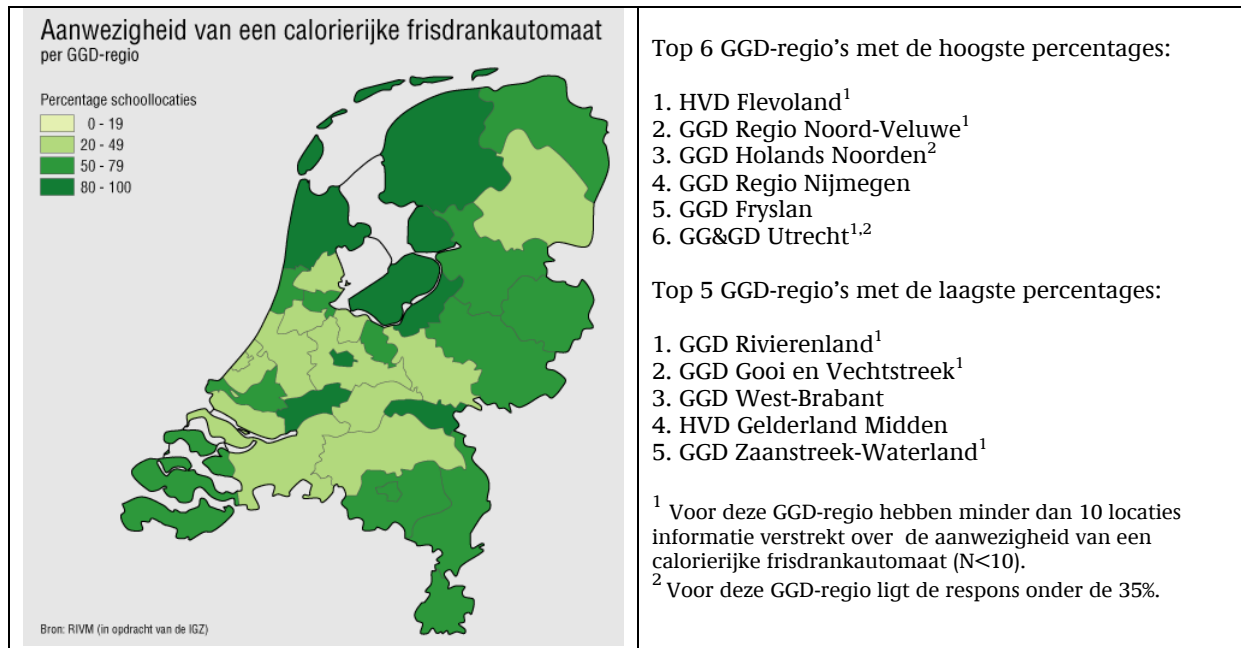 Aanwezigheid van een calorierijke frisdrankautomaat
per GGD-regio
Percentage schoollocaties
0 - 19
20 - 49
50 - 79
80 - 100
Bron: RIVM (in opdracht van de IGZ)
Top 6 GGD-regio's met de hoogste percentages:
1. HVD Flevoland¹
2. GGD Regio Noord-Veluwe¹
3. GGD Holands Noorden²
4. GGD Regio Nijmegen
5. GGD Fryslan
6. GG&GD Utrecht¹,²
Top 5 GGD-regio's met de laagste percentages:
1. GGD Rivierenland¹
2. GGD Gooi en Vechtstreek¹
3. GGD West-Brabant
4. HVD Gelderland Midden
5. GGD Zaanstreek-Waterland¹
¹ Voor deze GGD-regio hebben minder dan 10 locaties
informatie verstrekt over de aanwezigheid van een
calorierijke frisdrankautomaat (N<10).
² Voor deze GGD-regio ligt de respons onder de 35%.